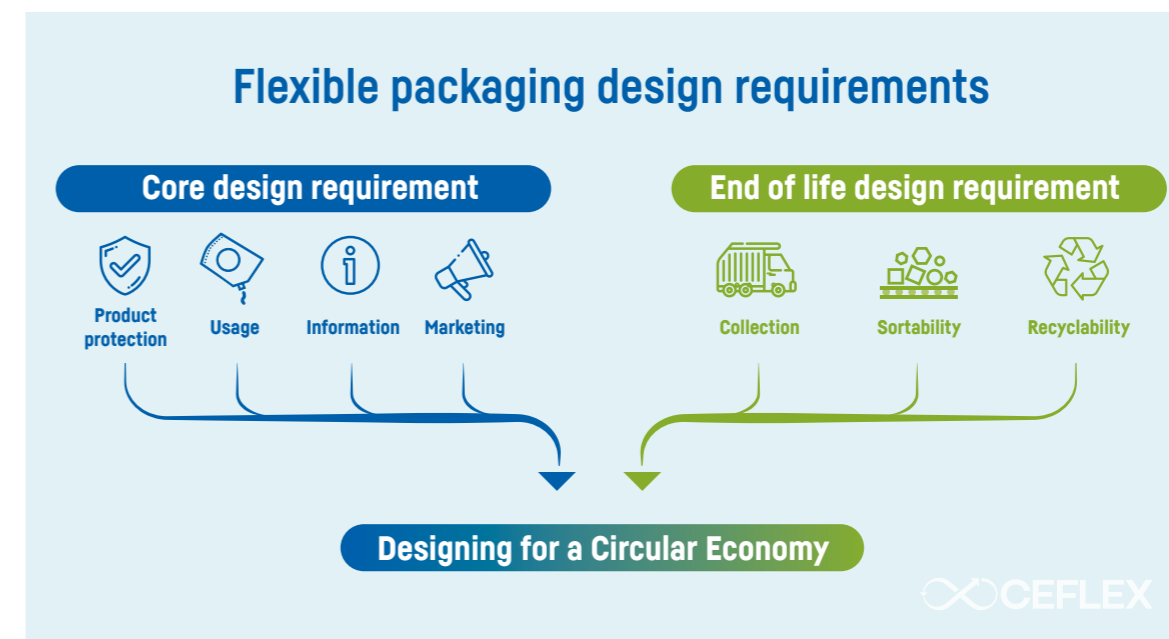 Flexible packaging design requirements
Core design requirement
End of life design requirement
Product
protection
Usage
Information
Marketing
Collection
Sortability
Recyclability
Designing for a Circular Economy
CEFLEX